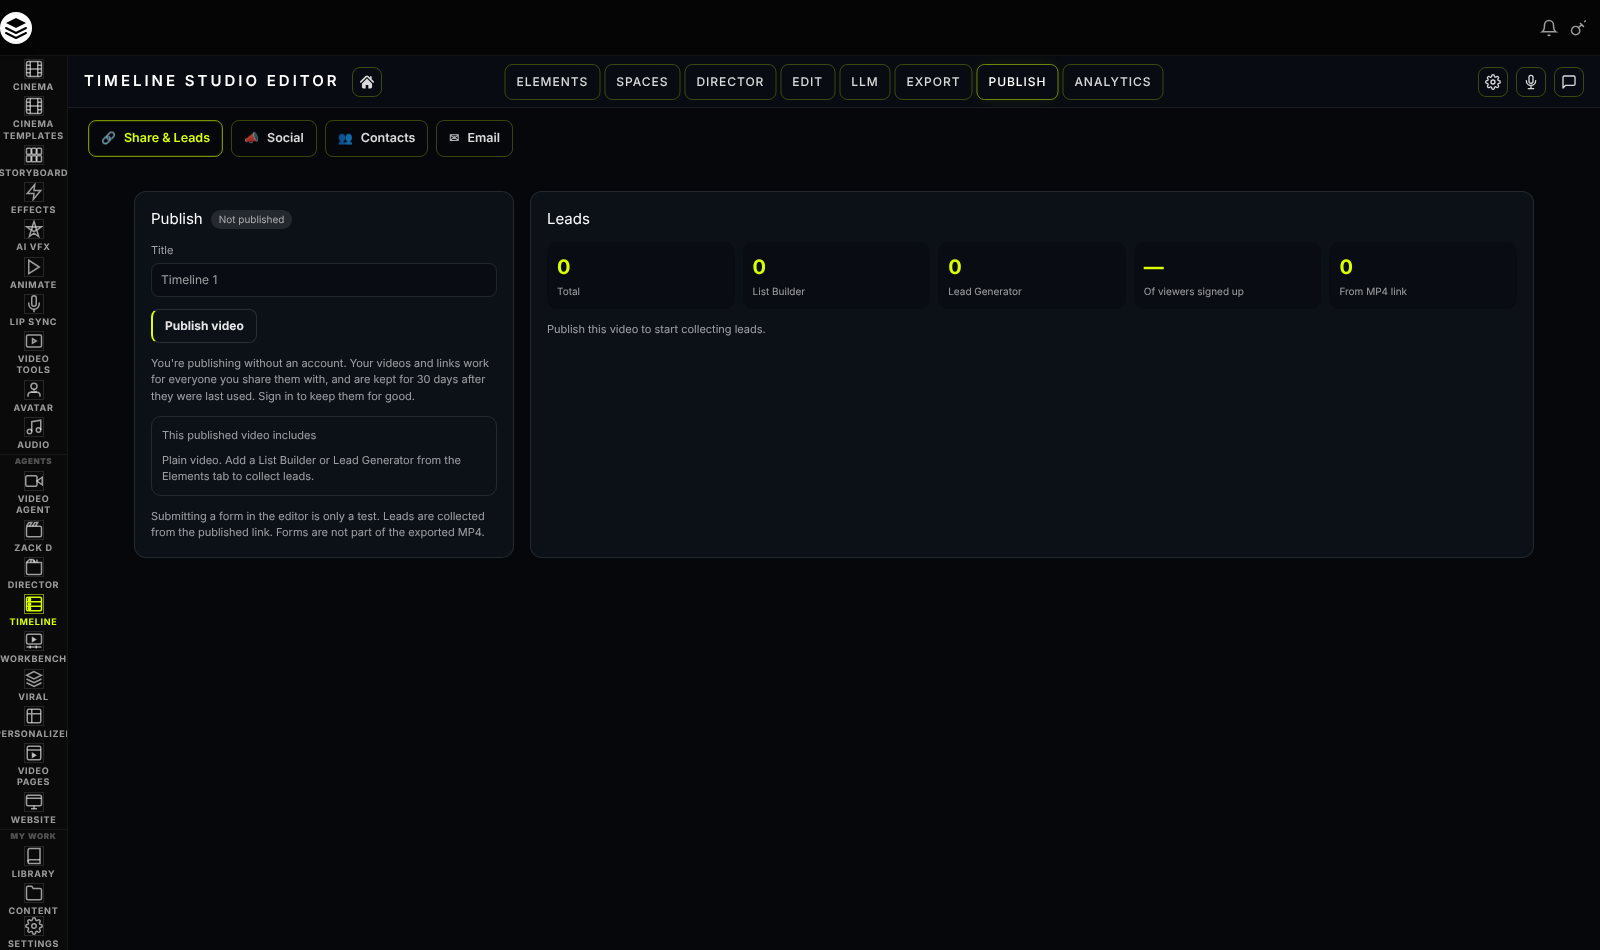 TIMELINE STUDIO EDITOR
ELEMENTS
SPACES
DIRECTOR
EDIT
LLM
EXPORT
PUBLISH
ANALYTICS
CINEMA
CINEMA
TEMPLATES
STORYBOARD
EFFECTS
AI VFX
ANIMATE
LIP SYNC
VIDEO
TOOLS
AVATAR
AUDIO
AGENTS
VIDEO
AGENT
ZACK D
DIRECTOR
TIMELINE
WORKBENCH
VIRAL
PERSONALIZE
VIDEO
PAGES
WEBSITE
MY WORK
LIBRARY
CONTENT
SETTINGS
Share & Leads
Social
Contacts
Email
Publish
Not published
Title
Timeline 1
Publish video
You're publishing without an account. Your videos and links work
for everyone you share them with, and are kept for 30 days after
they were last used. Sign in to keep them for good.
This published video includes
Plain video. Add a List Builder or Lead Generator from the
Elements tab to collect leads.
Submitting a form in the editor is only a test. Leads are collected
from the published link. Forms are not part of the exported MP4.
Leads
0
Total
0
List Builder
0
Lead Generator
—
Of viewers signed up
0
From MP4 link
Publish this video to start collecting leads.